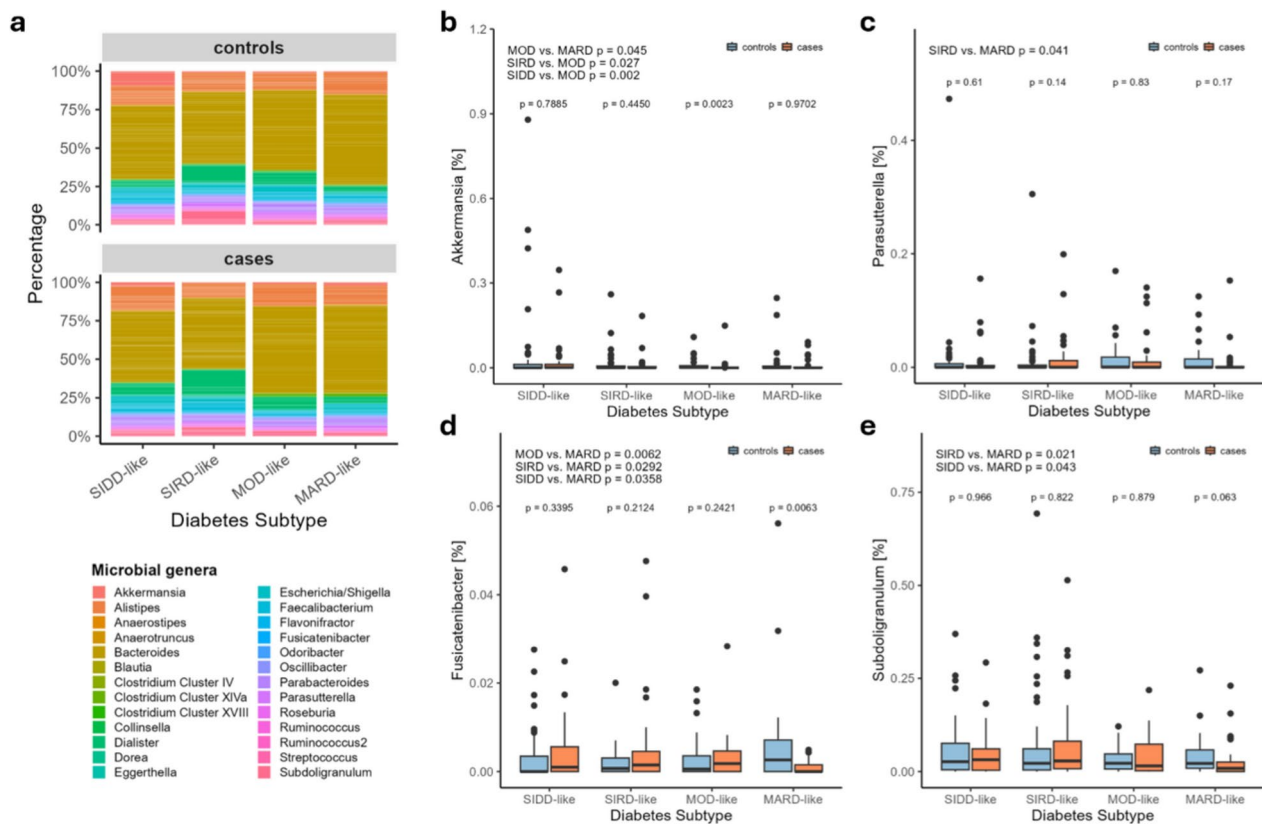 a
controls
100%
75%
50%
25%
0%
cases
100%
75%
50%
25%
0%
Percentage
SIDD-like
SIRD-like
MOD-like
MARD-like
Diabetes Subtype
Microbial genera
Akkermansia
Alistipes
Anaerostipes
Anaerotruncus
Bacteroides
Blautia
Clostridium Cluster IV
Clostridium Cluster XIVa
Clostridium Cluster XVIII
Collinsella
Dialister
Dorea
Eggerthella
Escherichia/Shigella
Faecalibacterium
Flavonifractor
Fusicatenibacter
Odoribacter
Oscillibacter
Parabacteroides
Parasutterella
Roseburia
Ruminococcus
Ruminococcus2
Streptococcus
Subdoligranulum
b
1.2
0.9
0.6
0.3
0.0
Akkermansia [%]
MOD vs. MARD p = 0.045
SIRD vs. MOD p = 0.027
SIDD vs. MOD p = 0.002
controls cases
p = 0.7885 p = 0.4450 p = 0.0023 p = 0.9702
SIDD-like SIRD-like MOD-like MARD-like
Diabetes Subtype
c
0.4
0.2
0.0
Parasutterella [%]
SIRD vs. MARD p = 0.041
controls cases
p = 0.61 p = 0.14 p = 0.83 p = 0.17
SIDD-like SIRD-like MOD-like MARD-like
Diabetes Subtype
d
0.06
0.04
0.02
0.00
Fusicatenibacter [%]
MOD vs. MARD p = 0.0062
SIRD vs. MARD p = 0.0292
SIDD vs. MARD p = 0.0358
controls cases
p = 0.3395 p = 0.2124 p = 0.2421 p = 0.0063
SIDD-like SIRD-like MOD-like MARD-like
Diabetes Subtype
e
0.75
0.50
0.25
0.00
Subdoligranulum [%]
SIRD vs. MARD p = 0.021
SIDD vs. MARD p = 0.043
controls cases
p = 0.966 p = 0.822 p = 0.879 p = 0.063
SIDD-like SIRD-like MOD-like MARD-like
Diabetes Subtype